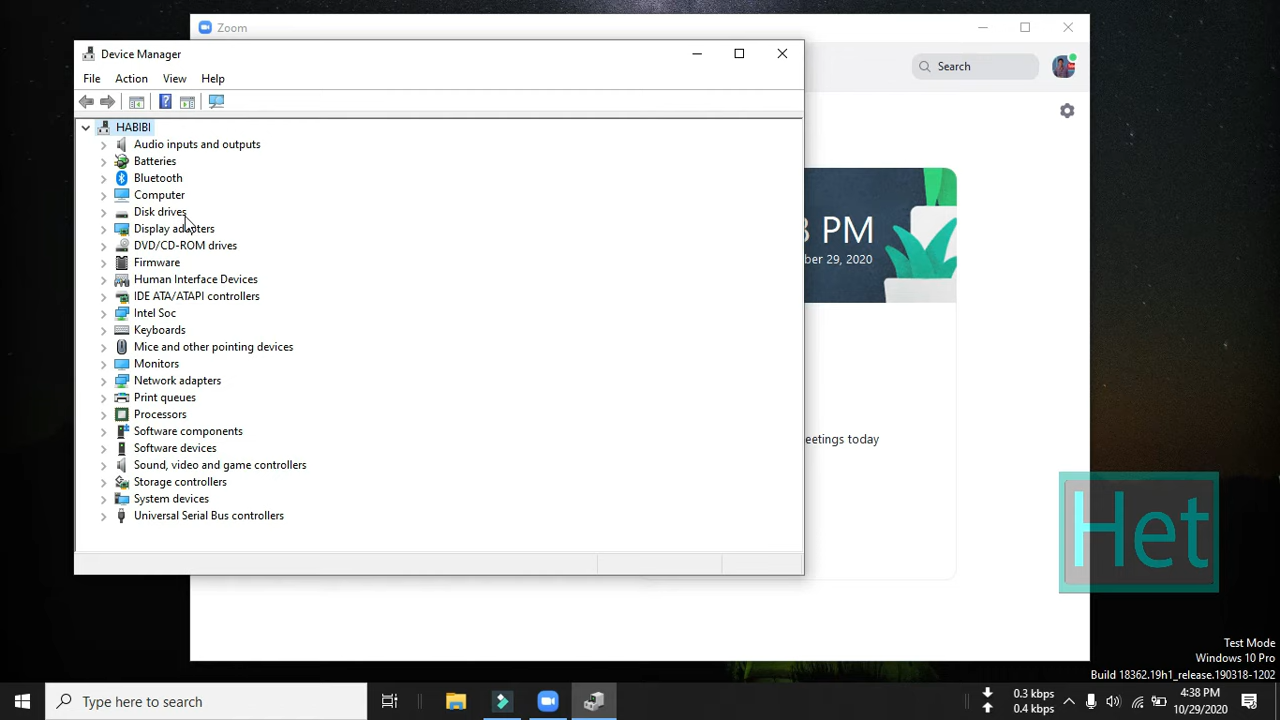 Zoom
Device Manager
Search
File Action View Help
HABIBI
Audio inputs and outputs
Batteries
Bluetooth
Computer
Disk drives
Display adapters
DVD/CD-ROM drives
Firmware
Human Interface Devices
IDE ATA/ATAPI controllers
Intel Soc
Keyboards
Mice and other pointing devices
Monitors
Network adapters
Print queues
Processors
Software components
Software devices
Sound, video and game controllers
Storage controllers
System devices
Universal Serial Bus controllers
8 PM
ber 29, 2020
eetings today
Het
Test Mode
Windows 10 Pro
Build 18362.19h1_release.190318-1202
Type here to search
0.3 kbps
0.4 kbps
4:38 PM
10/29/2020